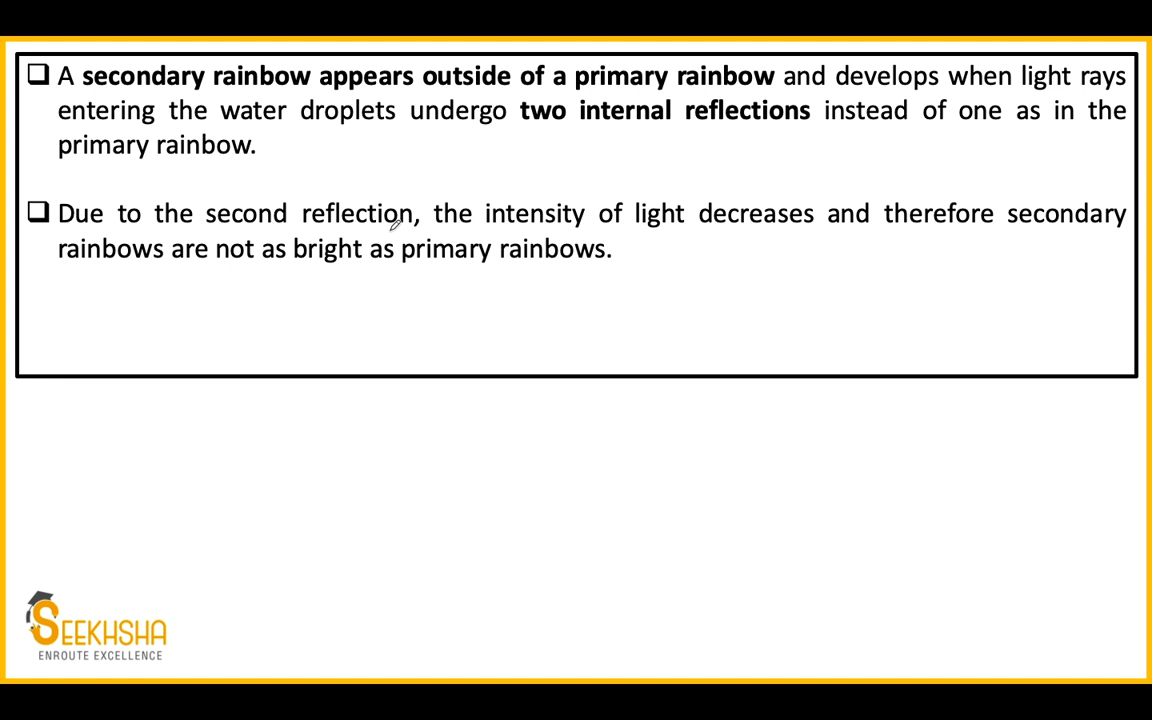 ❑ A secondary rainbow appears outside of a primary rainbow and develops when light rays
entering the water droplets undergo two internal reflections instead of one as in the
primary rainbow.
❑ Due to the second reflection, the intensity of light decreases and therefore secondary
rainbows are not as bright as primary rainbows.
SEEKHSHA
ENROUTE EXCELLENCE